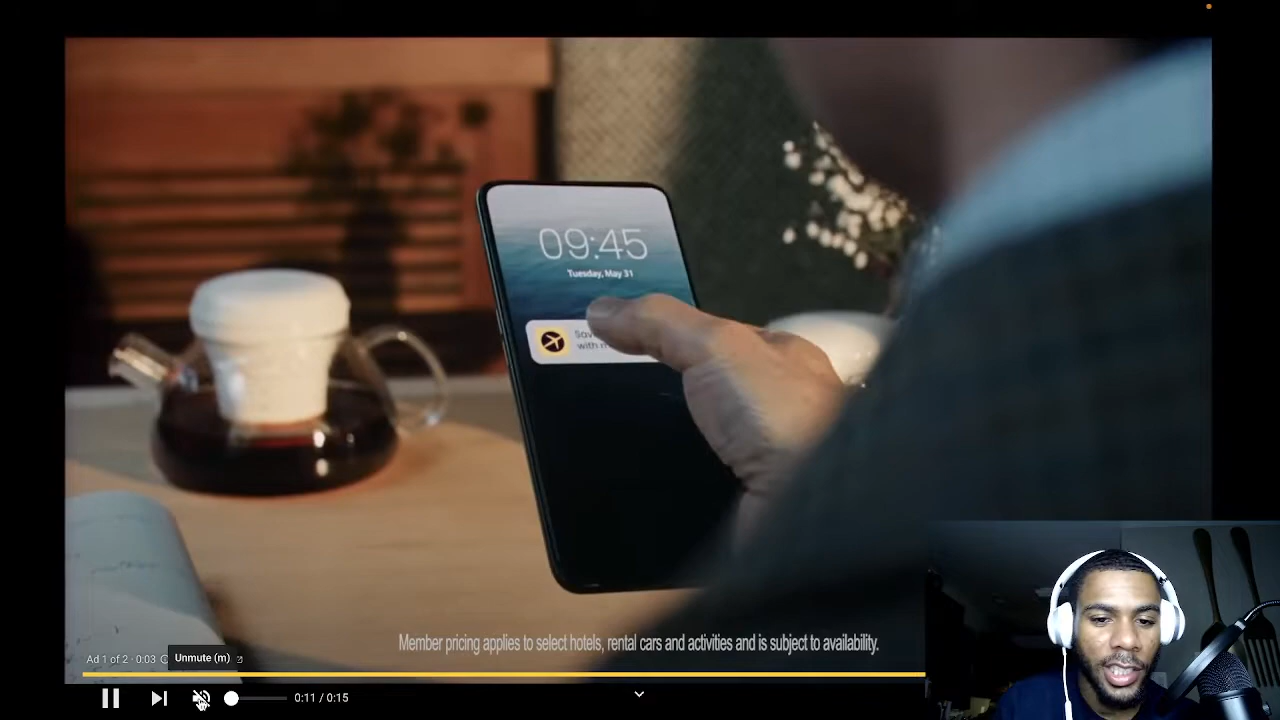 09:45
Tuesday, May 31
with
Member pricing applies to select hotels, rental cars and activities and is subject to availability.
Ad 1 of 2 · 0:03
Unmute (m)
0:11 / 0:15